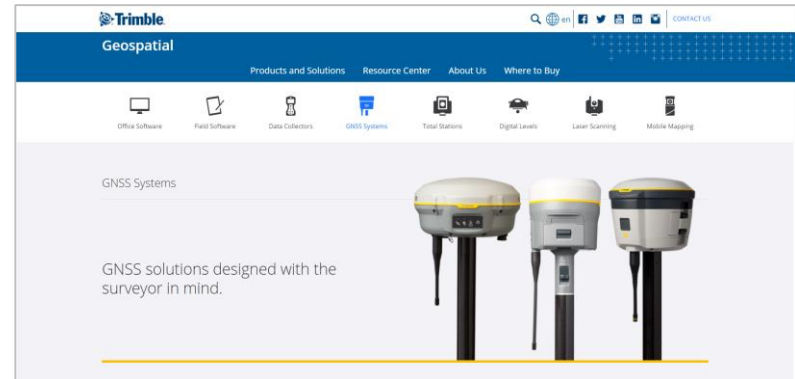 Trimble
en
CONTACT US
Geospatial
Products and Solutions Resource Center About Us Where to Buy
Office Software Field Software Data Collectors GNSS Systems Total Stations Digital Levels Laser Scanning Mobile Mapping
GNSS Systems
GNSS solutions designed with the
surveyor in mind.